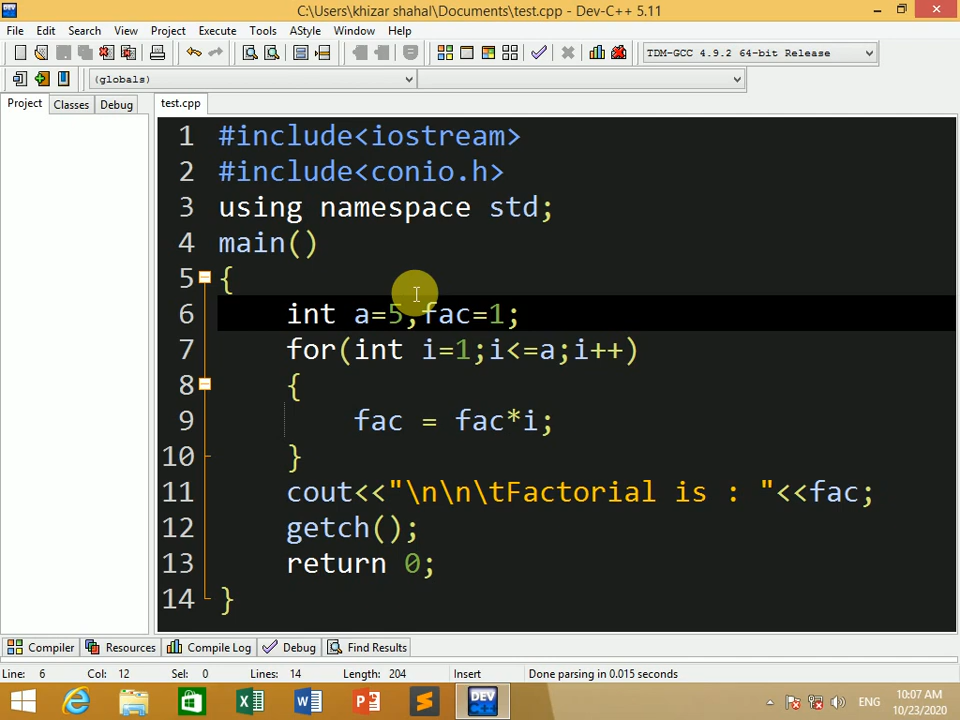 C:\Users\khizar shahal\Documents\test.cpp - Dev-C++ 5.11
File Edit Search View Project Execute Tools AStyle Window Help
TDM-GCC 4.9.2 64-bit Release
(globals)
Project Classes Debug test.cpp
1 #include<iostream>
2 #include<conio.h>
3 using namespace std;
4 main()
5 {
6 int a=5,fac=1;
7 for(int i=1;i<=a;i++)
8 {
9 fac = fac*i;
10 }
11 cout<<"\n\n\tFactorial is : "<<fac;
12 getch();
13 return 0;
14 }
Compiler Resources Compile Log Debug Find Results
Line: 6 Col: 12 Sel: 0 Lines: 14 Length: 204 Insert Done parsing in 0.015 seconds
DEV
ENG
10:07 AM
10/23/2020